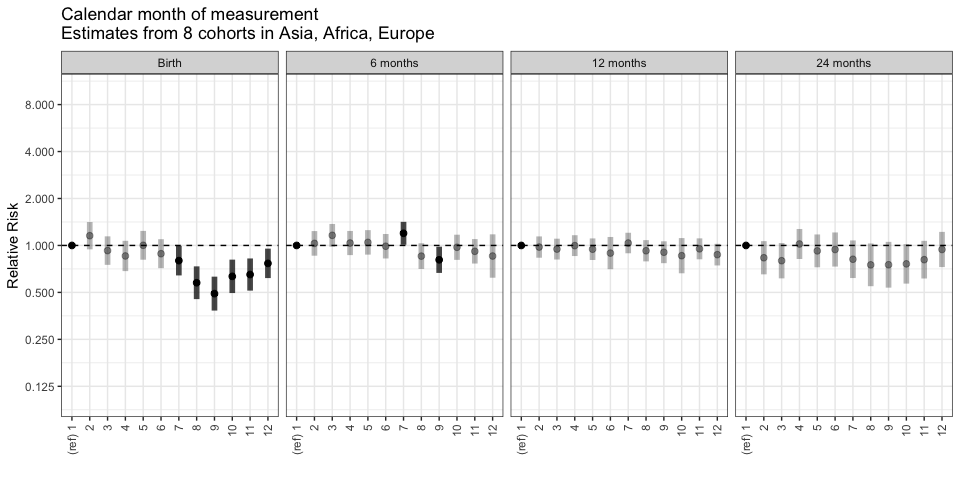 Calendar month of measurement
Estimates from 8 cohorts in Asia, Africa, Europe
Birth
6 months
12 months
24 months
Relative Risk
8.000
4.000
2.000
1.000
0.500
0.250
0.125
(ref) 1 2 3 4 5 6 7 8 9 10 11 12
(ref) 1 2 3 4 5 6 7 8 9 10 11 12
(ref) 1 2 3 4 5 6 7 8 9 10 11 12
(ref) 1 2 3 4 5 6 7 8 9 10 11 12